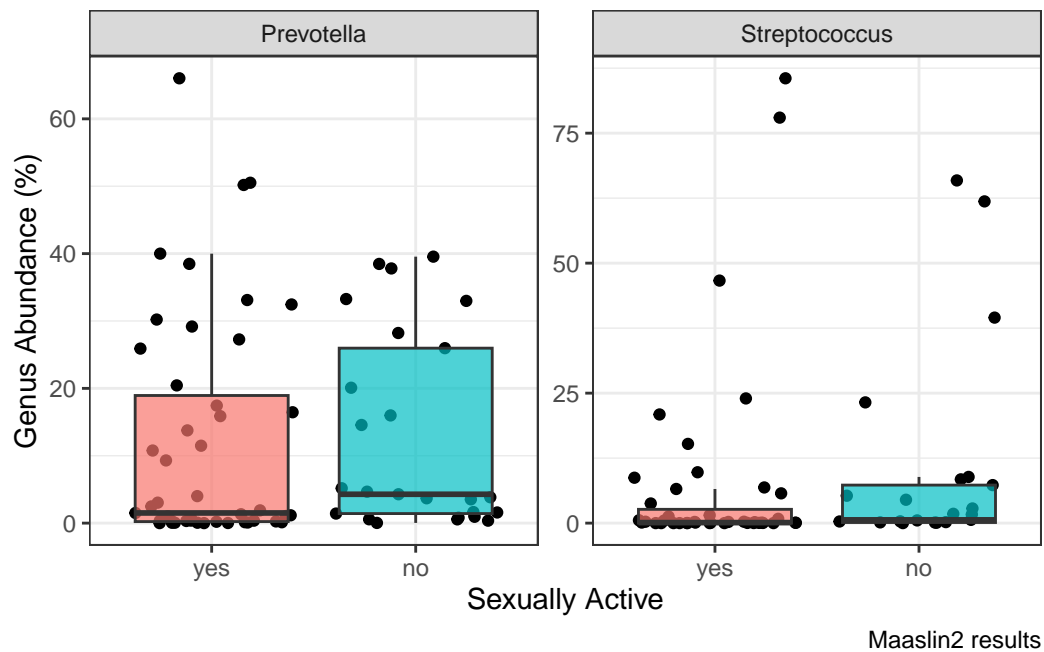 Prevotella
Streptococcus
Genus Abundance (%)
60
40
20
0
75
50
25
0
yes
no
yes
no
Sexually Active
Maaslin2 results